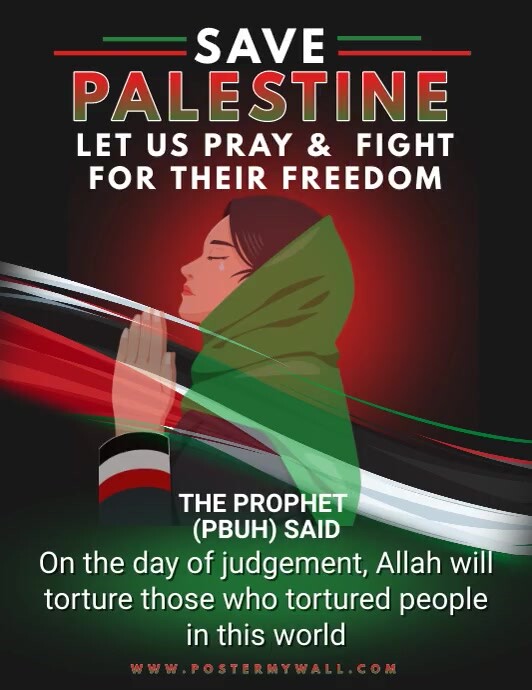 SAVE
PALESTINE
LET US PRAY & FIGHT
FOR THEIR FREEDOM
THE PROPHET
(PBUH) SAID
On the day of judgement, Allah will
torture those who tortured people
in this world
WWW.POSTERMYWALL.COM